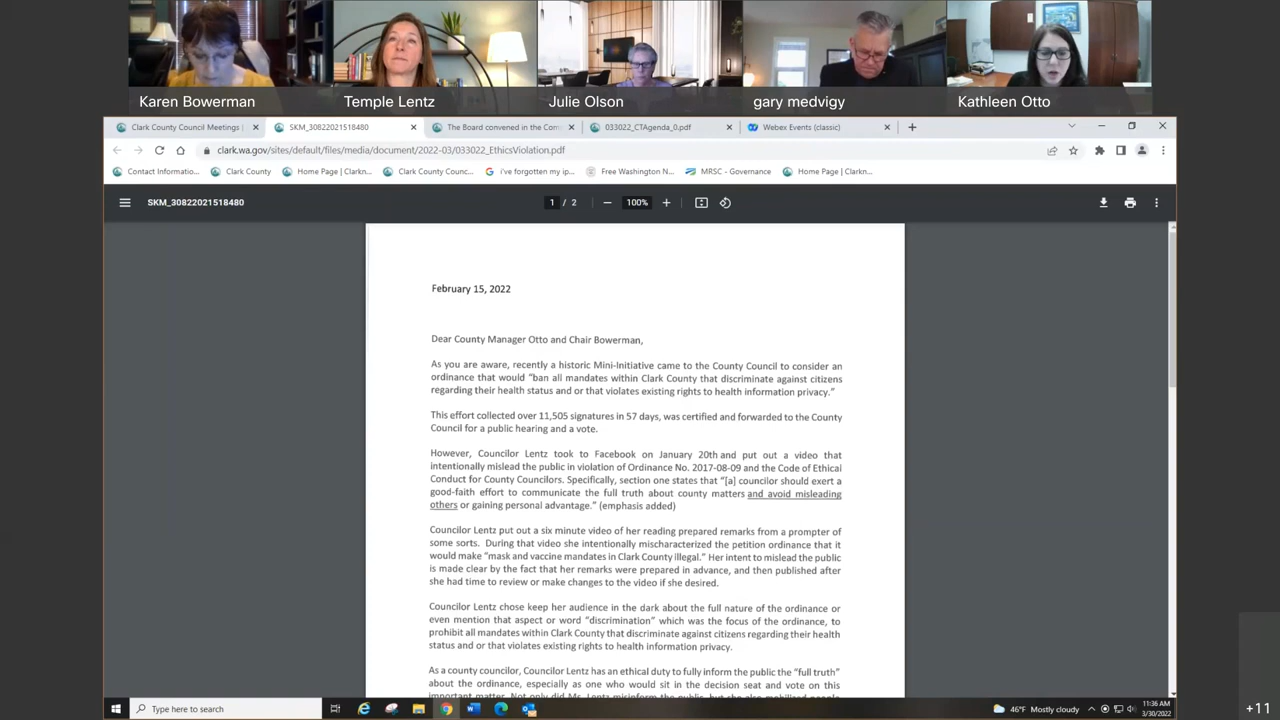 Karen Bowerman
Temple Lentz
Julie Olson
gary medvigy
Kathleen Otto
Clark County Council Meetings |
SKM_30822021518480
The Board convened in the Com
033022_CTAgenda_0.pdf
Webex Events (classic)
clark.wa.gov/sites/default/files/media/document/2022-03/033022_EthicsViolation.pdf
Contact Informatio...
Clark County
Home Page | Clarkn...
Clark County Counc...
i've forgotten my ip...
Free Washington N...
MRSC - Governance
Home Page | Clarkn...
SKM_30822021518480
1 / 2
100%
February 15, 2022
Dear County Manager Otto and Chair Bowerman,
As you are aware, recently a historic Mini-Initiative came to the County Council to consider an
ordinance that would “ban all mandates within Clark County that discriminate against citizens
regarding their health status and or that violates existing rights to health information privacy.”
This effort collected over 11,505 signatures in 57 days, was certified and forwarded to the County
Council for a public hearing and a vote.
However, Councilor Lentz took to Facebook on January 20th and put out a video that
intentionally mislead the public in violation of Ordinance No. 2017-08-09 and the Code of Ethical
Conduct for County Councilors. Specifically, section one states that “[a] councilor should exert a
good-faith effort to communicate the full truth about county matters and avoid misleading
others or gaining personal advantage.” (emphasis added)
Councilor Lentz put out a six minute video of her reading prepared remarks from a prompter of
some sorts. During that video she intentionally mischaracterized the petition ordinance that it
would make “mask and vaccine mandates in Clark County illegal.” Her intent to mislead the public
is made clear by the fact that her remarks were prepared in advance, and then published after
she had time to review or make changes to the video if she desired.
Councilor Lentz chose keep her audience in the dark about the full nature of the ordinance or
even mention that aspect or word “discrimination” which was the focus of the ordinance, to
prohibit all mandates within Clark County that discriminate against citizens regarding their health
status and or that violates existing rights to health information privacy.
As a county councilor, Councilor Lentz has an ethical duty to fully inform the public the “full truth”
about the ordinance, especially as one who would sit in the decision seat and vote on this
important matter. Not only did Ms. Lentz misinform the public, but she also mobilized people
Type here to search
46°F Mostly cloudy
11:36 AM
3/30/2022
+11